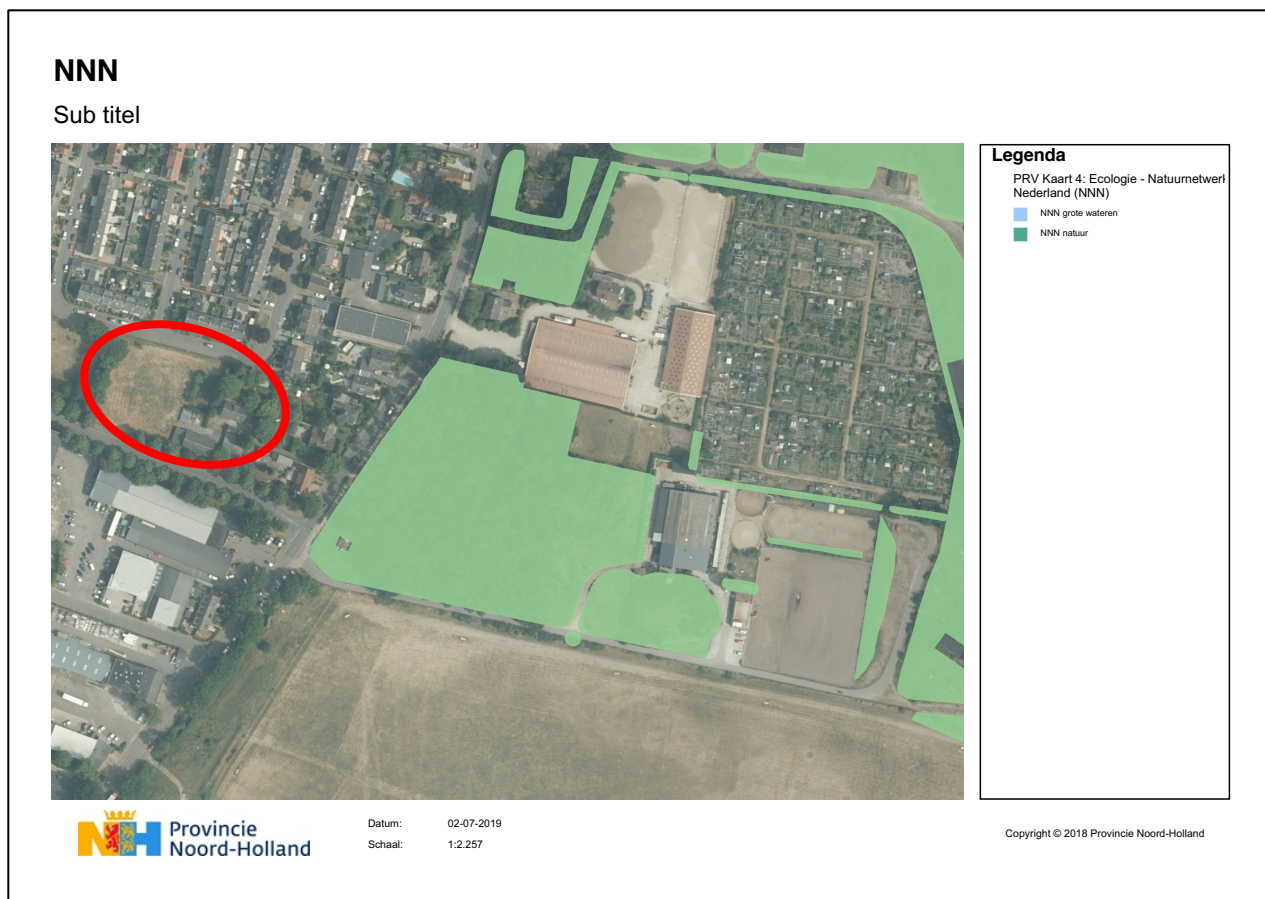 NNN
Sub titel
Legenda
PRV Kaart 4: Ecologie - Natuurnetwerk
Nederland (NNN)
NNN grote wateren
NNN natuur
NH Provincie
Noord-Holland
Datum: 02-07-2019
Schaal: 1:2.257
Copyright © 2018 Provincie Noord-Holland